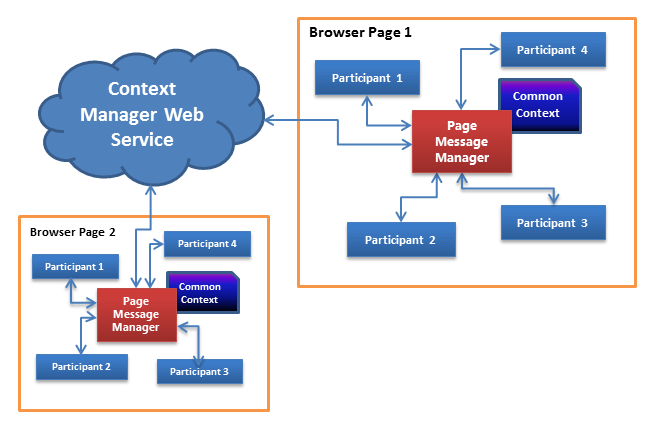 Browser Page 1
Context
Manager Web
Service
Participant 4
Participant 1
Common
Context
Page
Message
Manager
Participant 2
Participant 3
Browser Page 2
Participant 4
Participant 1
Common
Context
Page
Message
Manager
Participant 2
Participant 3